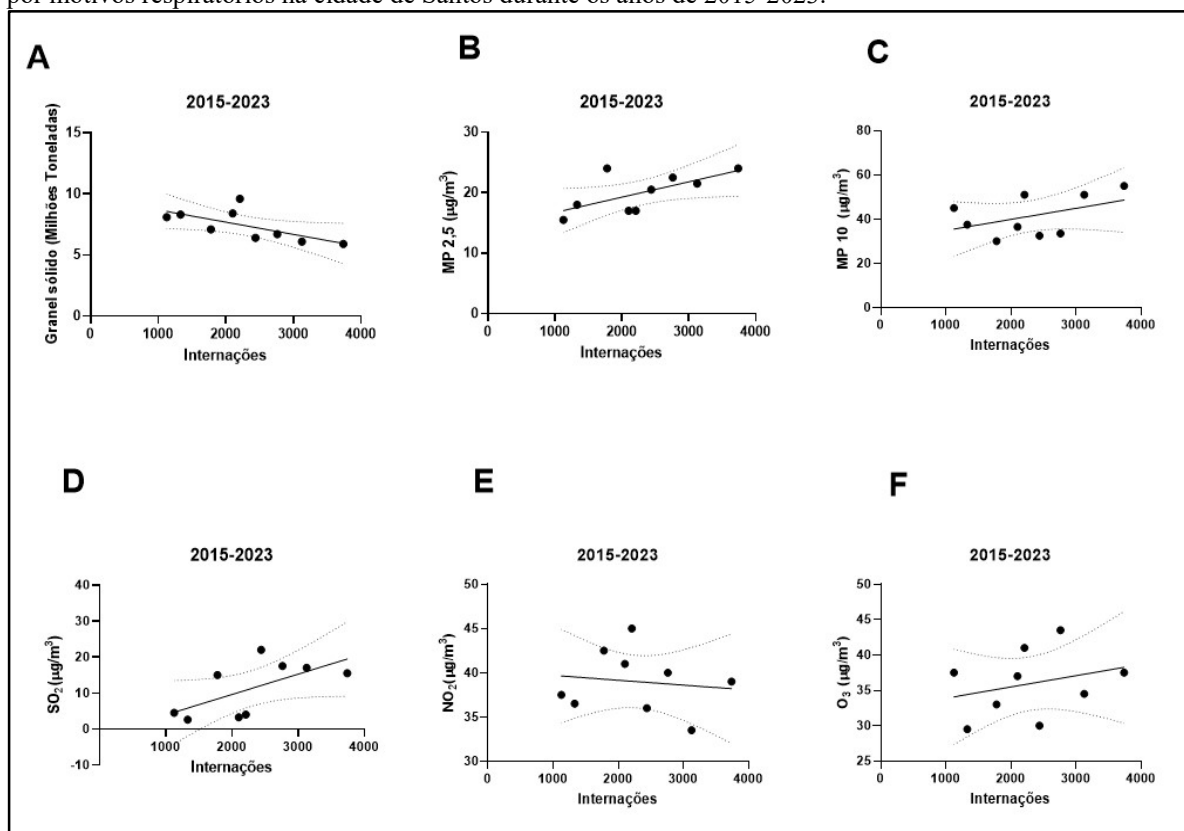 por motivos respiratórios na cidade de Santos durante os anos de 2015-2023.
A
2015-2023
Granel sólido (Milhões Toneladas)
15
10
5
0
0 1000 2000 3000 4000
Internações
B
2015-2023
MP 2,5 (µg/m³)
30
20
10
0
0 1000 2000 3000 4000
Internações
C
2015-2023
MP 10 (µg/m³)
80
60
40
20
0
0 1000 2000 3000 4000
Internações
D
2015-2023
SO₂ (µg/m³)
40
30
20
10
0
-10
1000 2000 3000 4000
Internações
E
2015-2023
NO₂ (µg/m³)
50
45
40
35
30
0 1000 2000 3000 4000
Internações
F
2015-2023
O₃ (µg/m³)
50
45
40
35
30
25
0 1000 2000 3000 4000
Internações